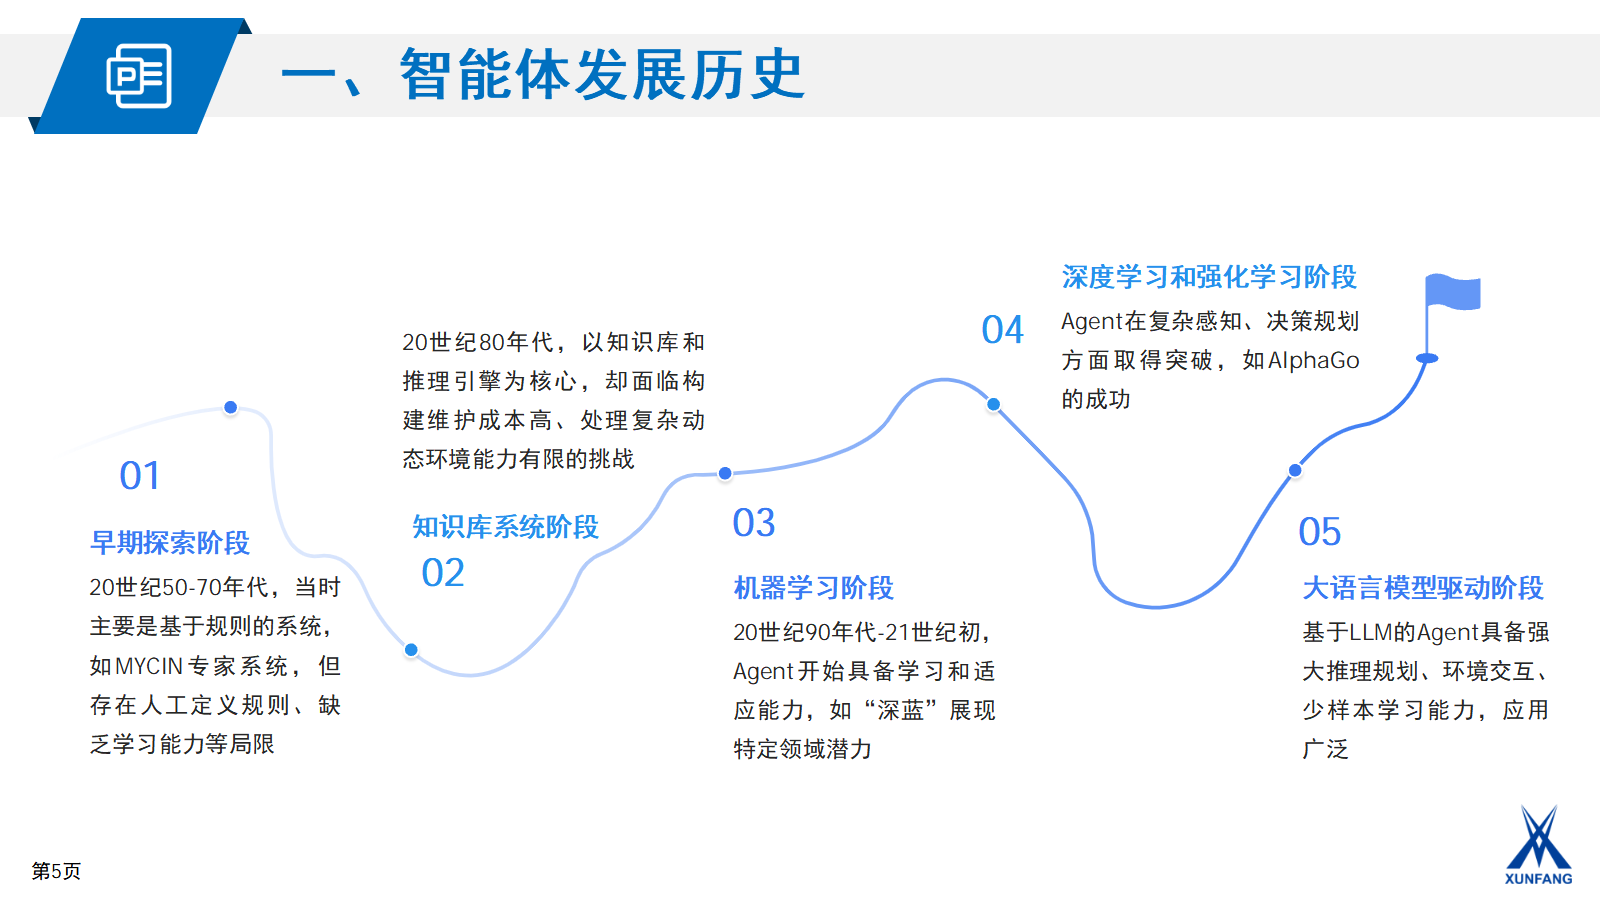 一、智能体发展历史
01
早期探索阶段
20世纪50-70年代，当时
主要是基于规则的系统，
如MYCIN专家系统，但
存在人工定义规则、缺
乏学习能力等局限
20世纪80年代，以知识库和
推理引擎为核心，却面临构
建维护成本高、处理复杂动
态环境能力有限的挑战
知识库系统阶段
02
03
机器学习阶段
20世纪90年代-21世纪初，
Agent开始具备学习和适
应能力，如“深蓝”展现
特定领域潜力
04
深度学习和强化学习阶段
Agent在复杂感知、决策规划
方面取得突破，如AlphaGo
的成功
05
大语言模型驱动阶段
基于LLM的Agent具备强
大推理规划、环境交互、
少样本学习能力，应用
广泛
第5页
XUNFANG